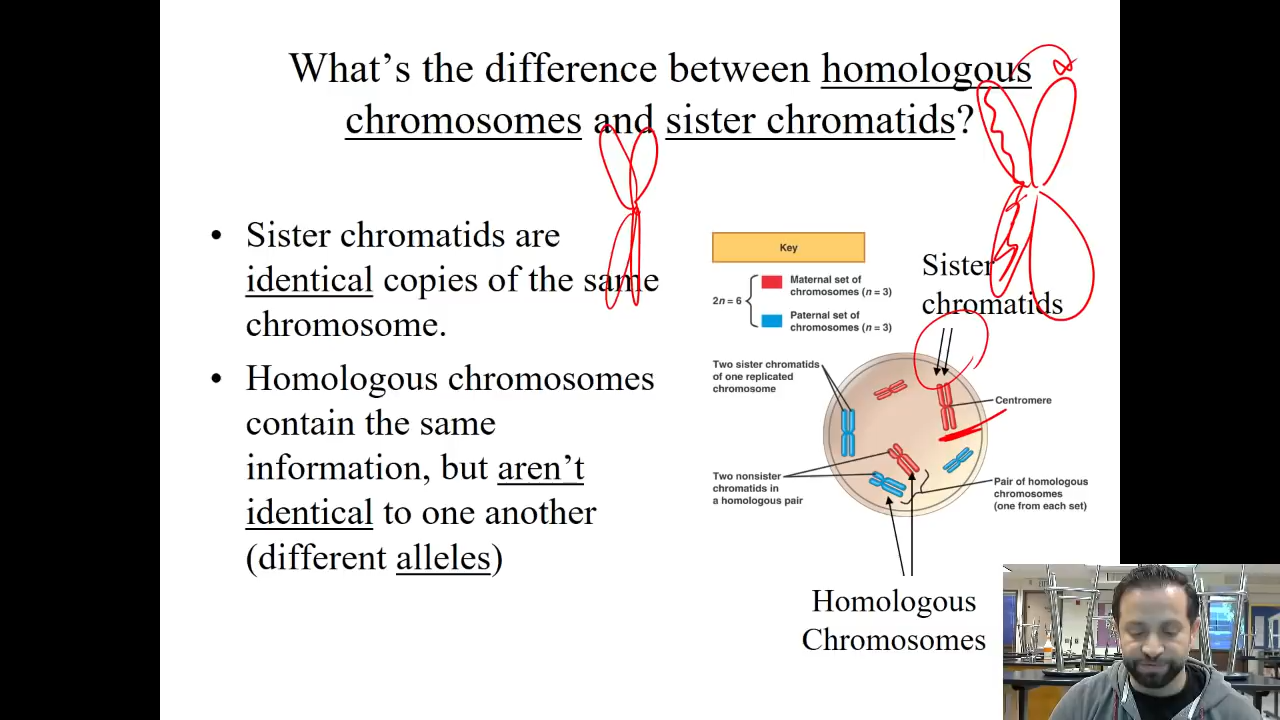 What's the difference between homologous
chromosomes and sister chromatids?
• Sister chromatids are
identical copies of the same
chromosome.
• Homologous chromosomes
contain the same
information, but aren't
identical to one another
(different alleles)
Key
2n = 6
Maternal set of
chromosomes (n = 3)
Paternal set of
chromosomes (n = 3)
Sister
chromatids
Two sister chromatids
of one replicated
chromosome
Centromere
Two nonsister
chromatids in
a homologous pair
Pair of homologous
chromosomes
(one from each set)
Homologous
Chromosomes